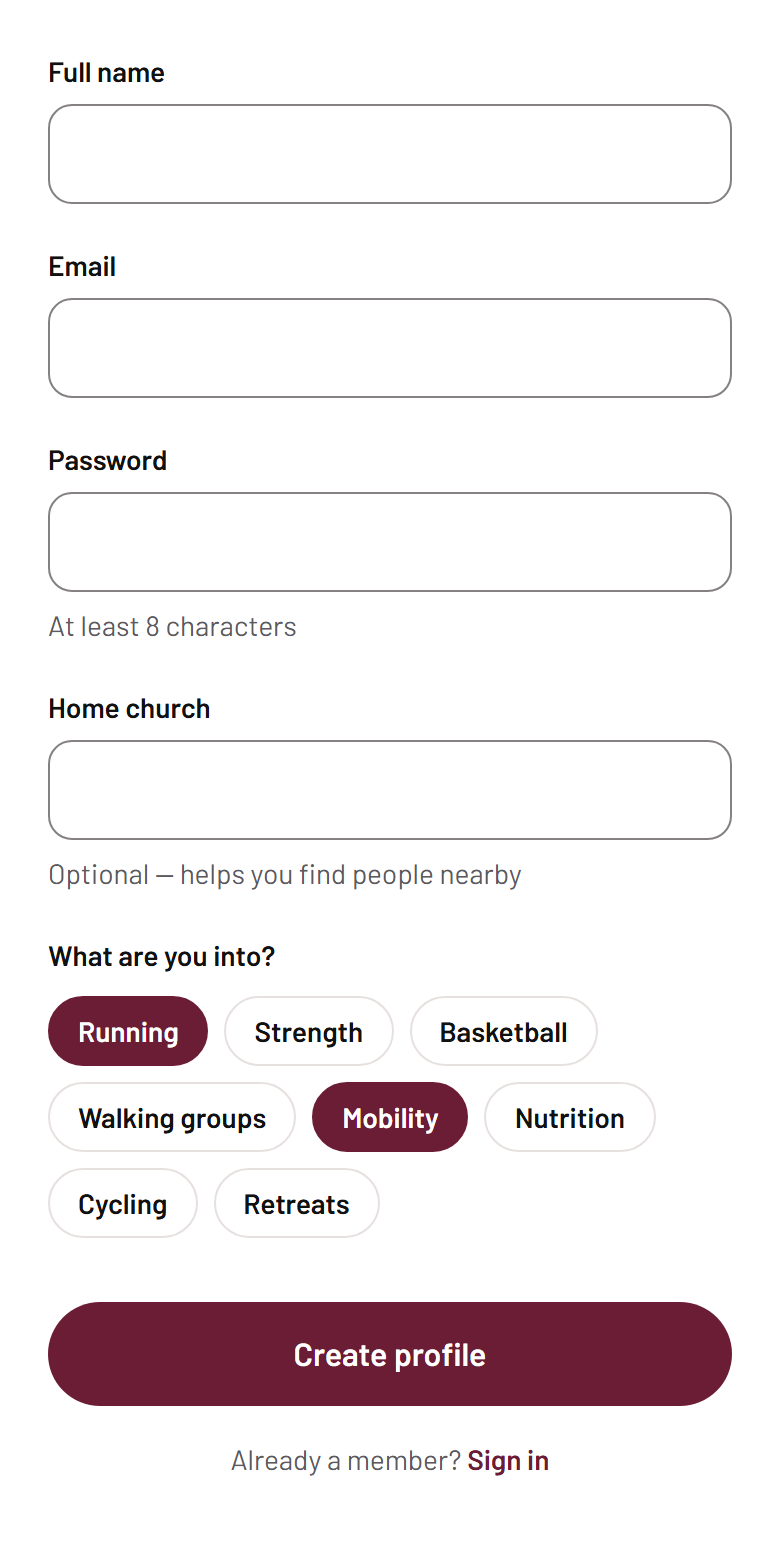 Full name
Email
Password
At least 8 characters
Home church
Optional — helps you find people nearby
What are you into?
Running Strength Basketball
Walking groups Mobility Nutrition
Cycling Retreats
Create profile
Already a member? Sign in